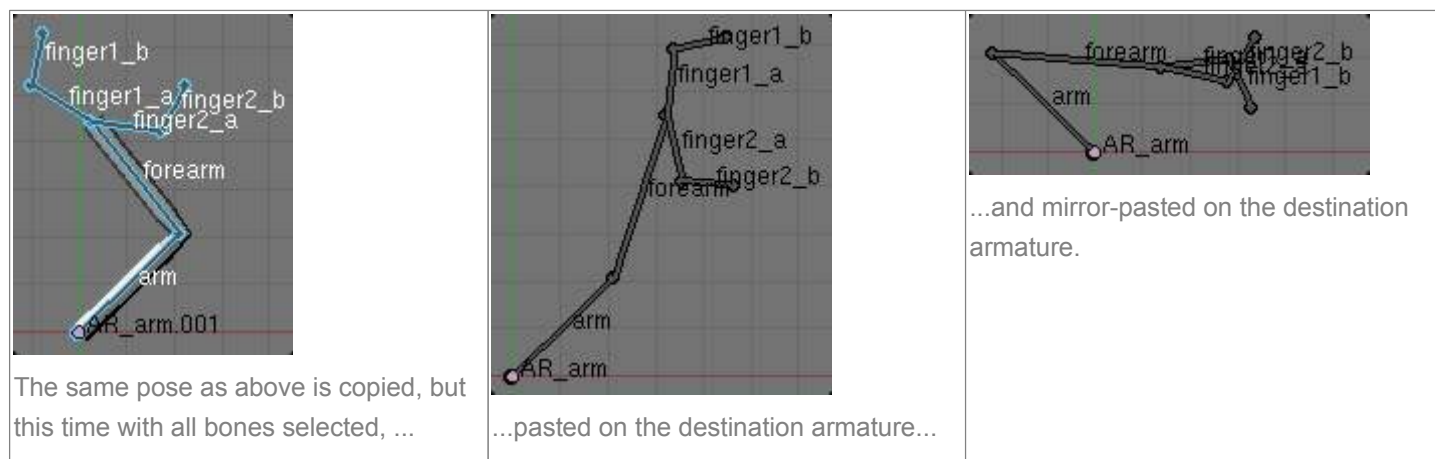 finger1_b
finger1_a
finger2_b
finger2_a
forearm
arm
AR_arm.001
The same pose as above is copied, but
this time with all bones selected, ...
finger1_b
finger1_a
finger2_a
finger2_b
forearm
arm
AR_arm
...pasted on the destination armature...
forearm
finger2_b
finger1_b
arm
AR_arm
...and mirror-pasted on the destination
armature.